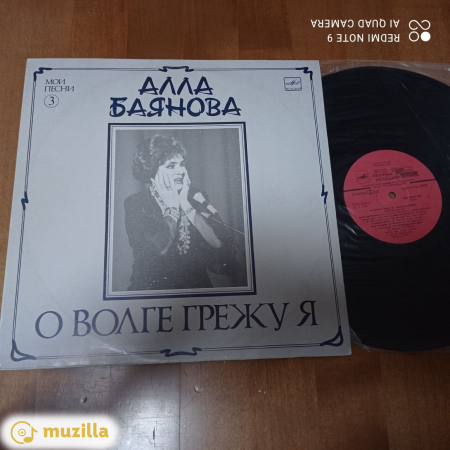 REDMI NOTE 9
AI QUAD CAMERA
МОИ
ПЕСНИ
3
АЛЛА
БАЯНОВА
О ВОЛГЕ ГРЕЖУ Я
muzilla